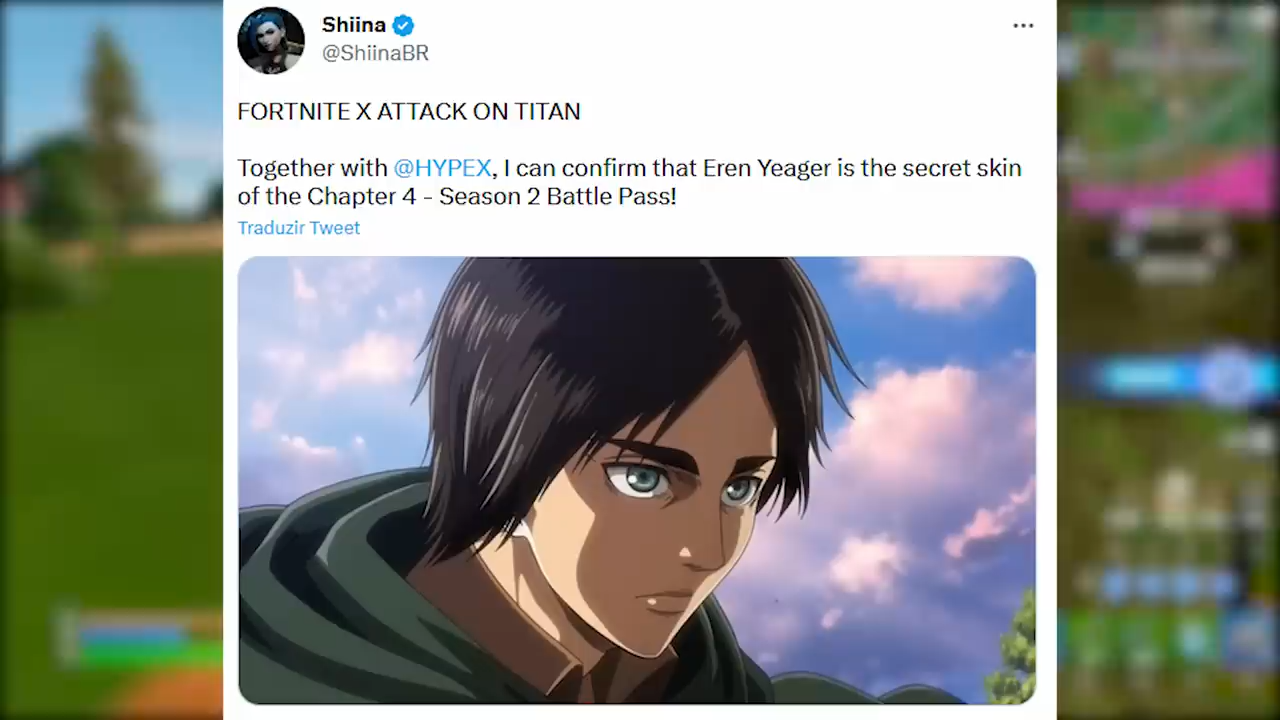 Shiina
@ShiinaBR
FORTNITE X ATTACK ON TITAN
Together with @HYPEX, I can confirm that Eren Yeager is the secret skin
of the Chapter 4 - Season 2 Battle Pass!
Traduzir Tweet